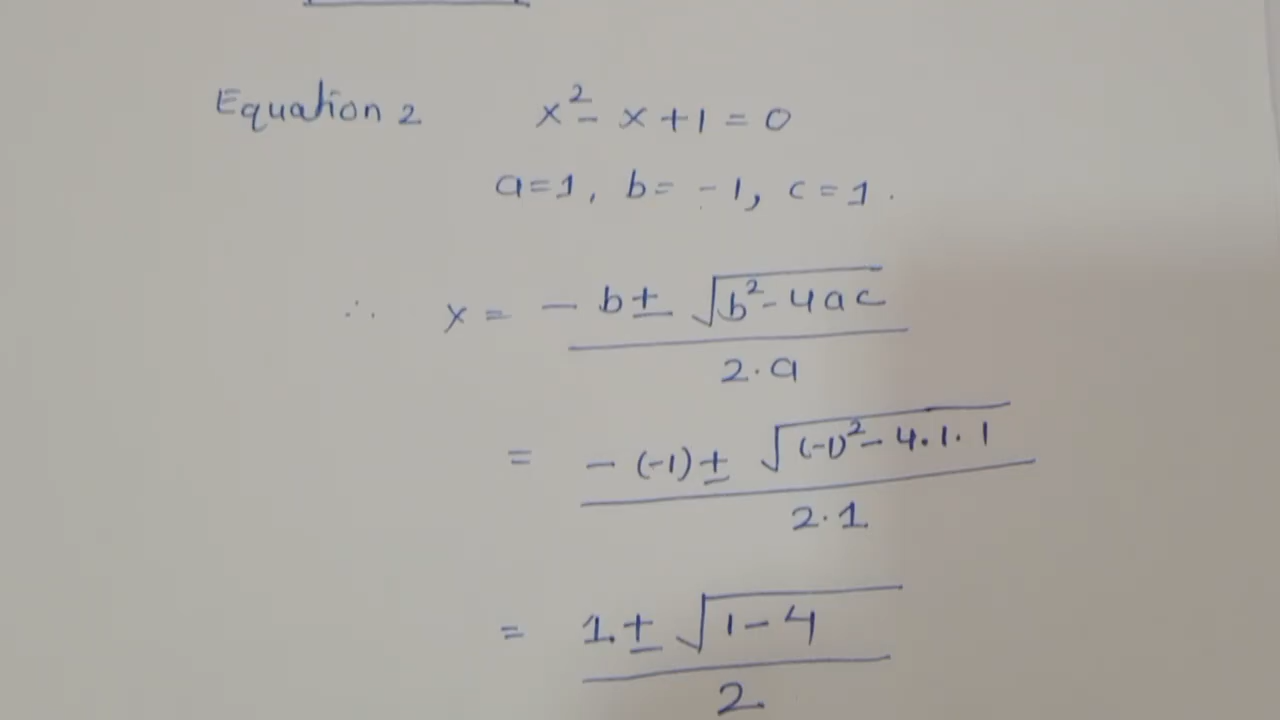 Equation 2 x² - x + 1 = 0
a = 1, b = -1, c = 1.
∴ x = - b ± √(b² - 4ac)
2·a
= - (-1) ± √((-1)² - 4·1·1)
2·1
= 1 ± √(1 - 4)
2